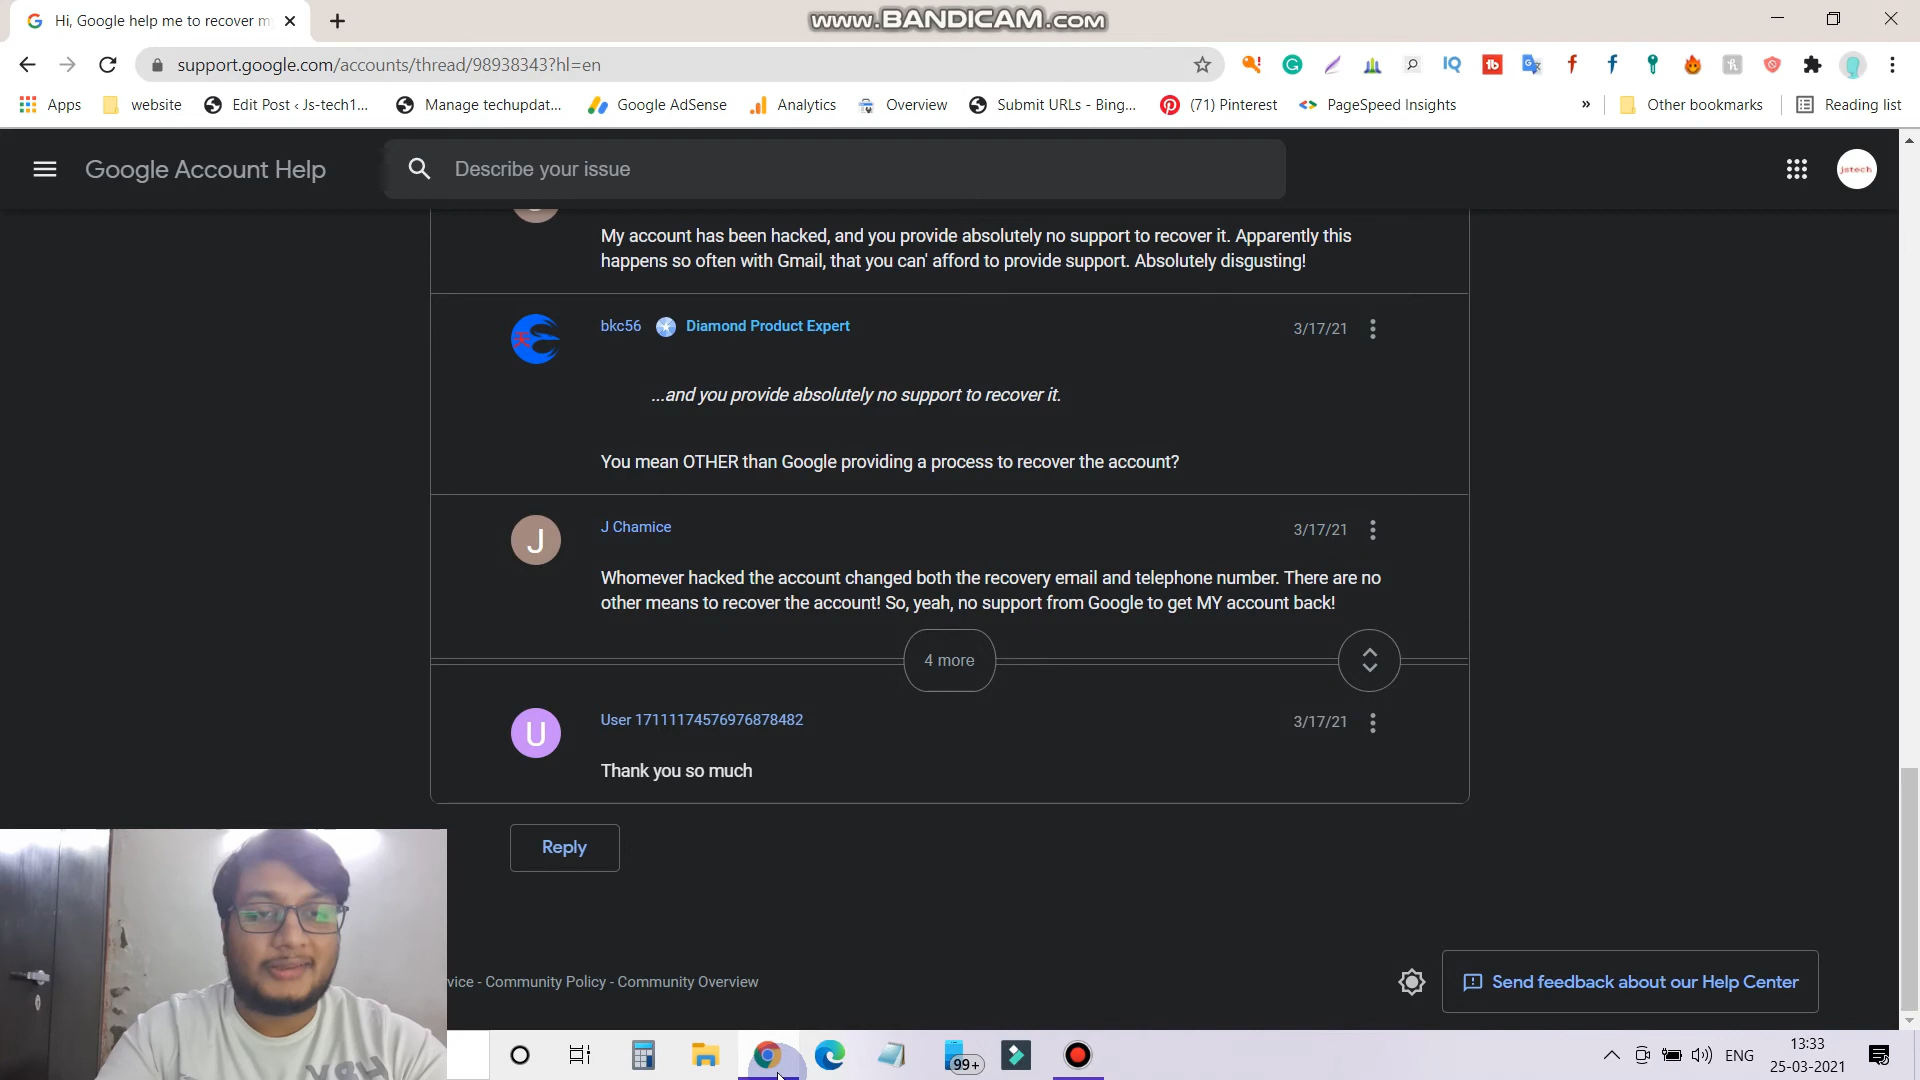 Hi, Google help me to recover my
www.BANDICAM.com
support.google.com/accounts/thread/98938343?hl=en
Apps
website
Edit Post ‹ Js-tech1...
Manage techupdat...
Google AdSense
Analytics
Overview
Submit URLs - Bing...
(71) Pinterest
PageSpeed Insights
»
Other bookmarks
Reading list
Google Account Help
Describe your issue
jstech
My account has been hacked, and you provide absolutely no support to recover it. Apparently this
happens so often with Gmail, that you can' afford to provide support. Absolutely disgusting!
bkc56 Diamond Product Expert 3/17/21
...and you provide absolutely no support to recover it.
You mean OTHER than Google providing a process to recover the account?
J
J Chamice 3/17/21
Whomever hacked the account changed both the recovery email and telephone number. There are no
other means to recover the account! So, yeah, no support from Google to get MY account back!
4 more
U
User 17111174576976878482 3/17/21
Thank you so much
Reply
vice - Community Policy - Community Overview
Send feedback about our Help Center
99+
ENG
13:33
25-03-2021